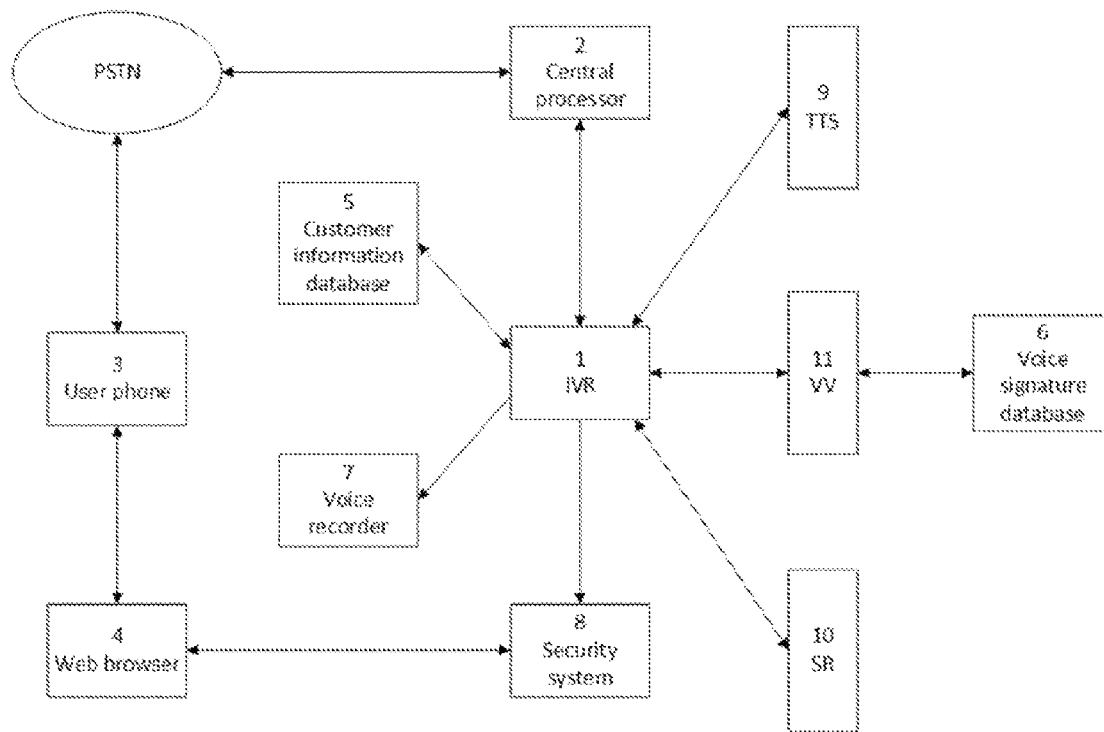 PSTN
2
Central
processor
9
TTS
5
Customer
information
database
3
User phone
1
IVR
11
VV
6
Voice
signature
database
7
Voice
recorder
4
Web browser
8
Security
system
10
SR